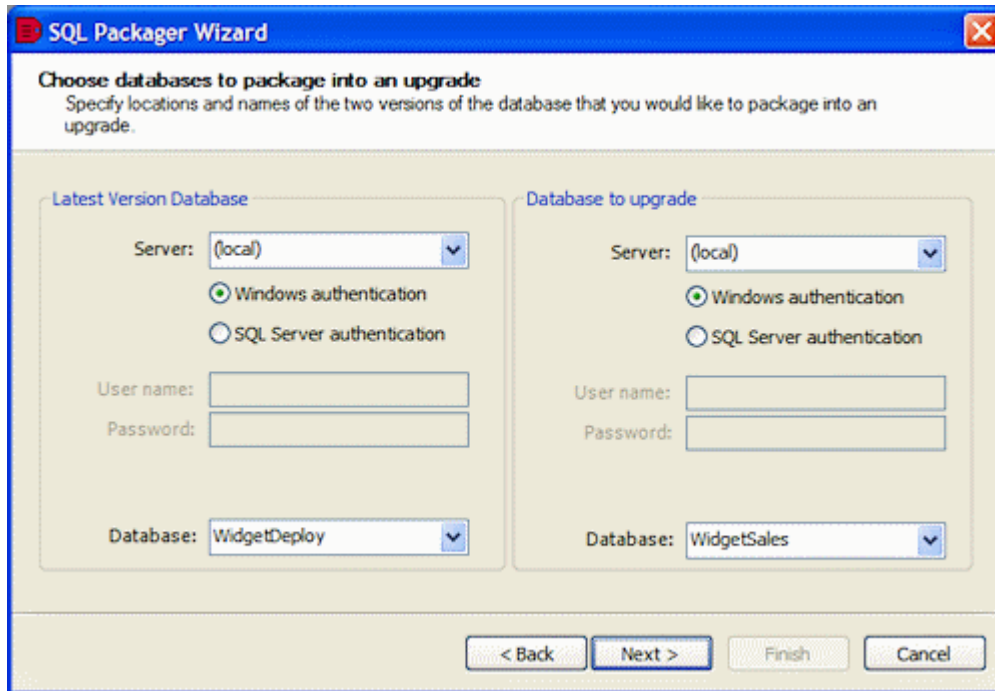 SQL Packager Wizard
Choose databases to package into an upgrade
Specify locations and names of the two versions of the database that you would like to package into an
upgrade.
Latest Version Database
Server: (local)
Windows authentication
SQL Server authentication
User name:
Password:
Database: WidgetDeploy
Database to upgrade
Server: (local)
Windows authentication
SQL Server authentication
User name:
Password:
Database: WidgetSales
< Back Next > Finish Cancel